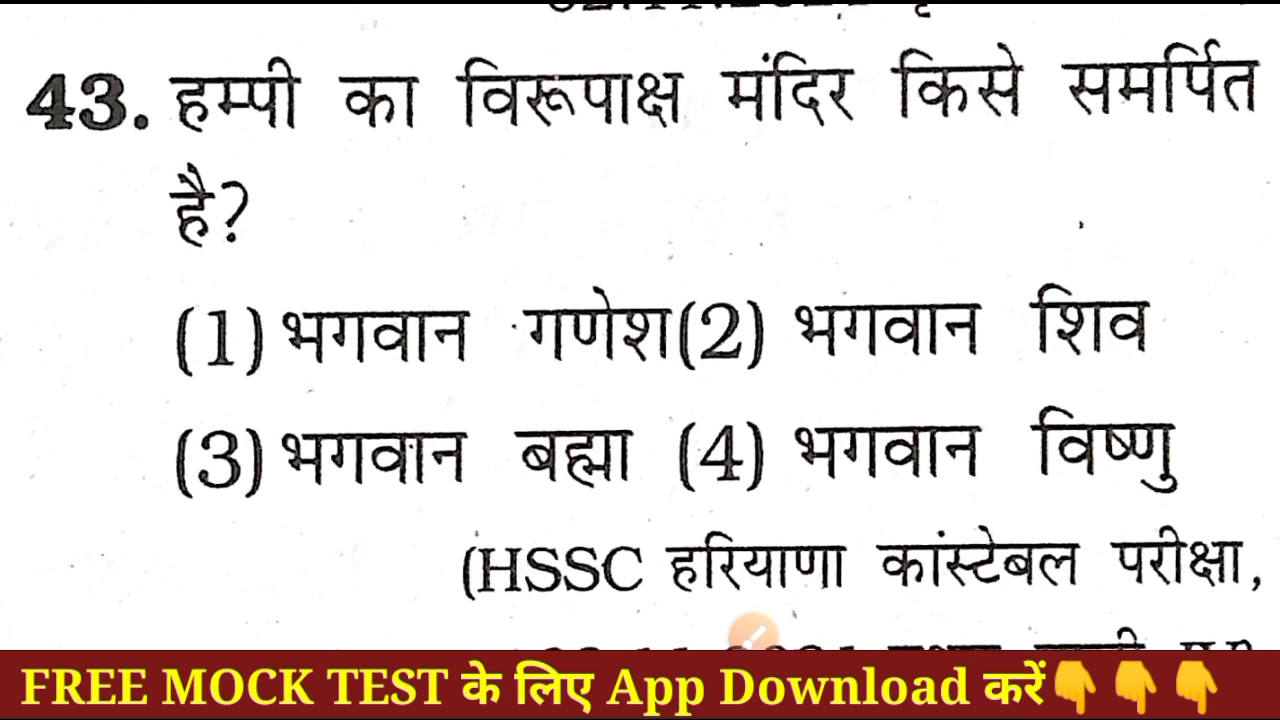 43. हम्पी का विरूपाक्ष मंदिर किसे समर्पित
है?
(1) भगवान गणेश (2) भगवान शिव
(3) भगवान बह्मा (4) भगवान विष्णु
(HSSC हरियाणा कांस्टेबल परीक्षा,
FREE MOCK TEST के लिए App Download करें👇👇👇